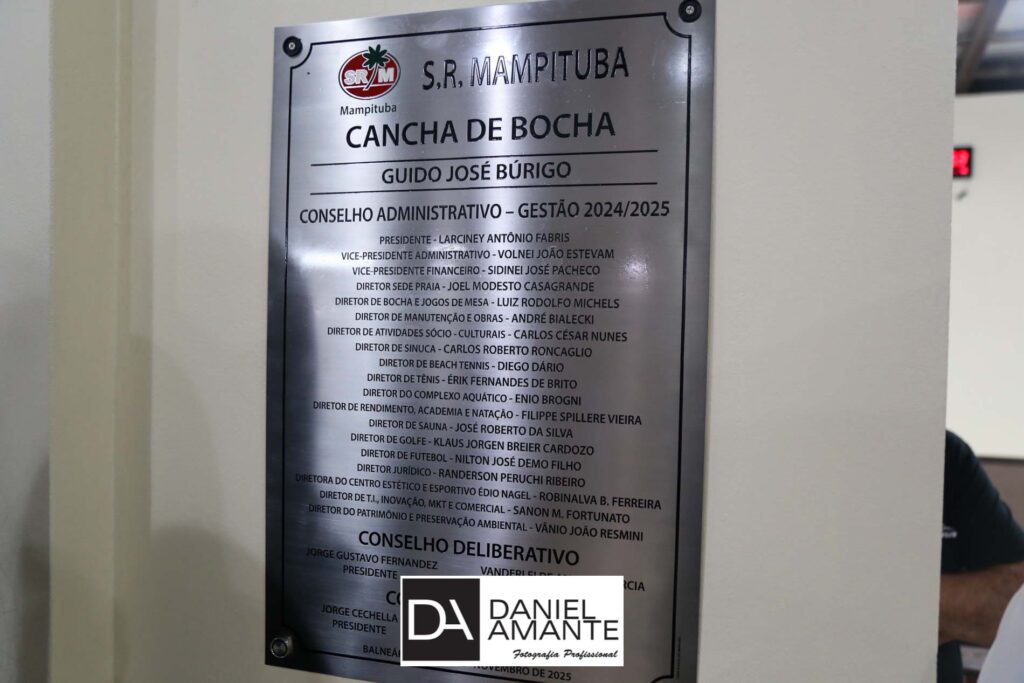 SRM
Mampituba
S.R. MAMPITUBA
CANCHA DE BOCHA
GUIDO JOSÉ BÚRIGO
CONSELHO ADMINISTRATIVO – GESTÃO 2024/2025
PRESIDENTE - LARCINEY ANTÔNIO FABRIS
VICE-PRESIDENTE ADMINISTRATIVO - VOLNEI JOÃO ESTEVAM
VICE-PRESIDENTE FINANCEIRO - SIDINEI JOSÉ PACHECO
DIRETOR SEDE PRAIA - JOEL MODESTO CASAGRANDE
DIRETOR DE BOCHA E JOGOS DE MESA - LUIZ RODOLFO MICHELS
DIRETOR DE MANUTENÇÃO E OBRAS - ANDRÉ BIALECKI
DIRETOR DE ATIVIDADES SÓCIO - CULTURAIS - CARLOS CÉSAR NUNES
DIRETOR DE SINUCA - CARLOS ROBERTO RONCAGLIO
DIRETOR DE BEACH TENNIS - DIEGO DÁRIO
DIRETOR DE TÊNIS - ÉRIK FERNANDES DE BRITO
DIRETOR DO COMPLEXO AQUÁTICO - ENIO BROGNI
DIRETOR DE RENDIMENTO, ACADEMIA E NATAÇÃO - FILIPPE SPILLERE VIEIRA
DIRETOR DE SAUNA - JOSÉ ROBERTO DA SILVA
DIRETOR DE GOLFE - KLAUS JORGEN BREIER CARDOZO
DIRETOR DE FUTEBOL - NILTON JOSÉ DEMO FILHO
DIRETOR JURÍDICO - RANDERSON PERUCHI RIBEIRO
DIRETORA DO CENTRO ESTÉTICO E ESPORTIVO ÉDIO NAGEL - ROBINALVA B. FERREIRA
DIRETOR DE T.I., INOVAÇÃO, MKT E COMERCIAL - SANON M. FORTUNATO
DIRETOR DO PATRIMÔNIO E PRESERVAÇÃO AMBIENTAL - VÂNIO JOÃO RESMINI
CONSELHO DELIBERATIVO
JORGE GUSTAVO FERNANDEZ
PRESIDENTE
JORGE CECHELLA
PRESIDENTE
NOVEMBRO DE 2025
DA DANIEL
AMANTE
Fotografia Profissional